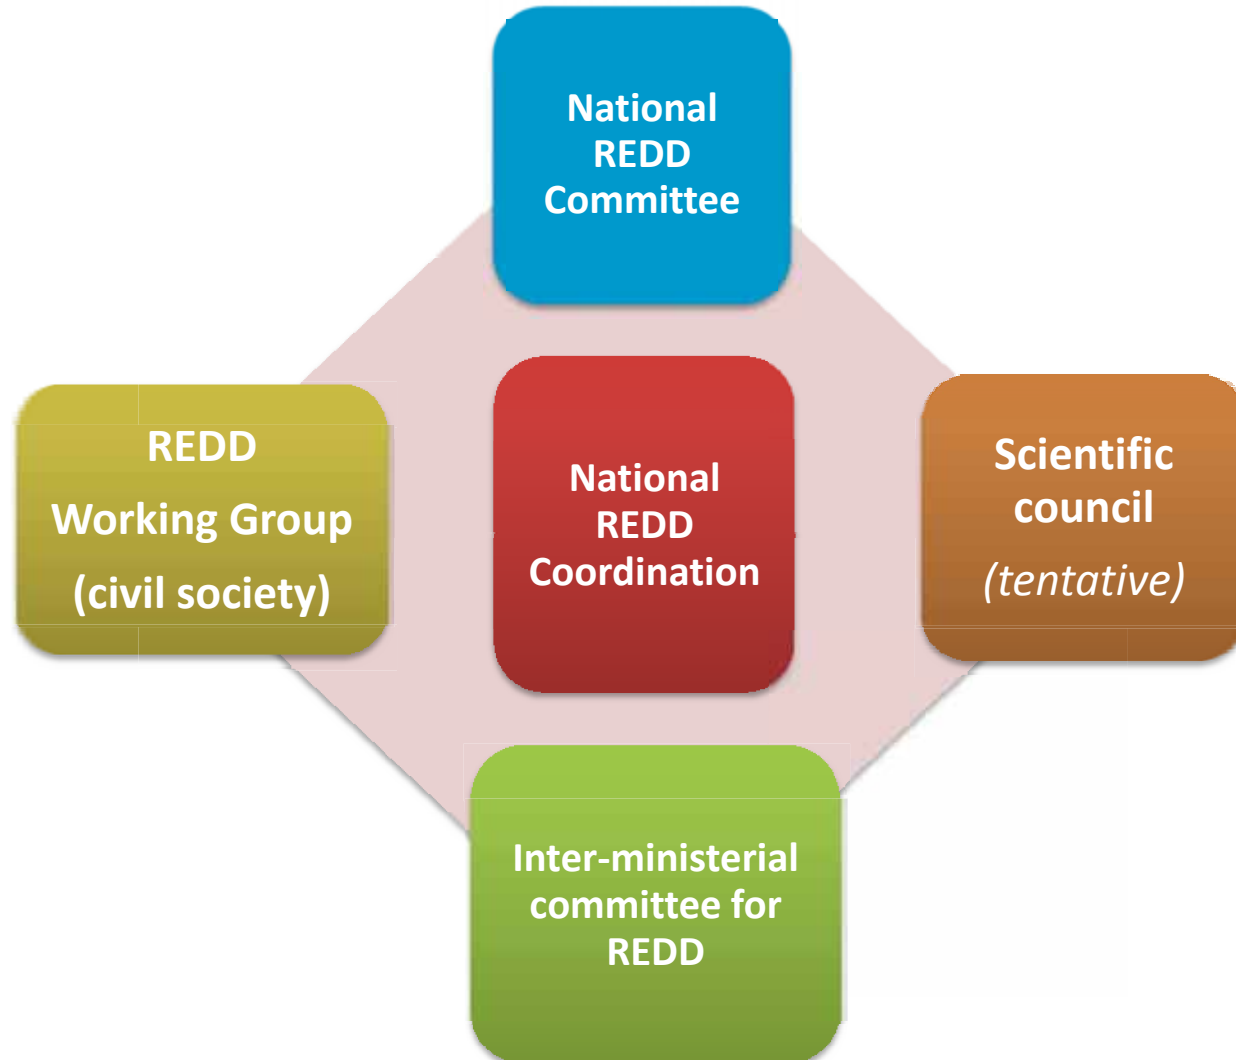 National
REDD
Committee
REDD
Working Group
(civil society)
National
REDD
Coordination
Scientific
council
(tentative)
Inter-ministerial
committee for
REDD